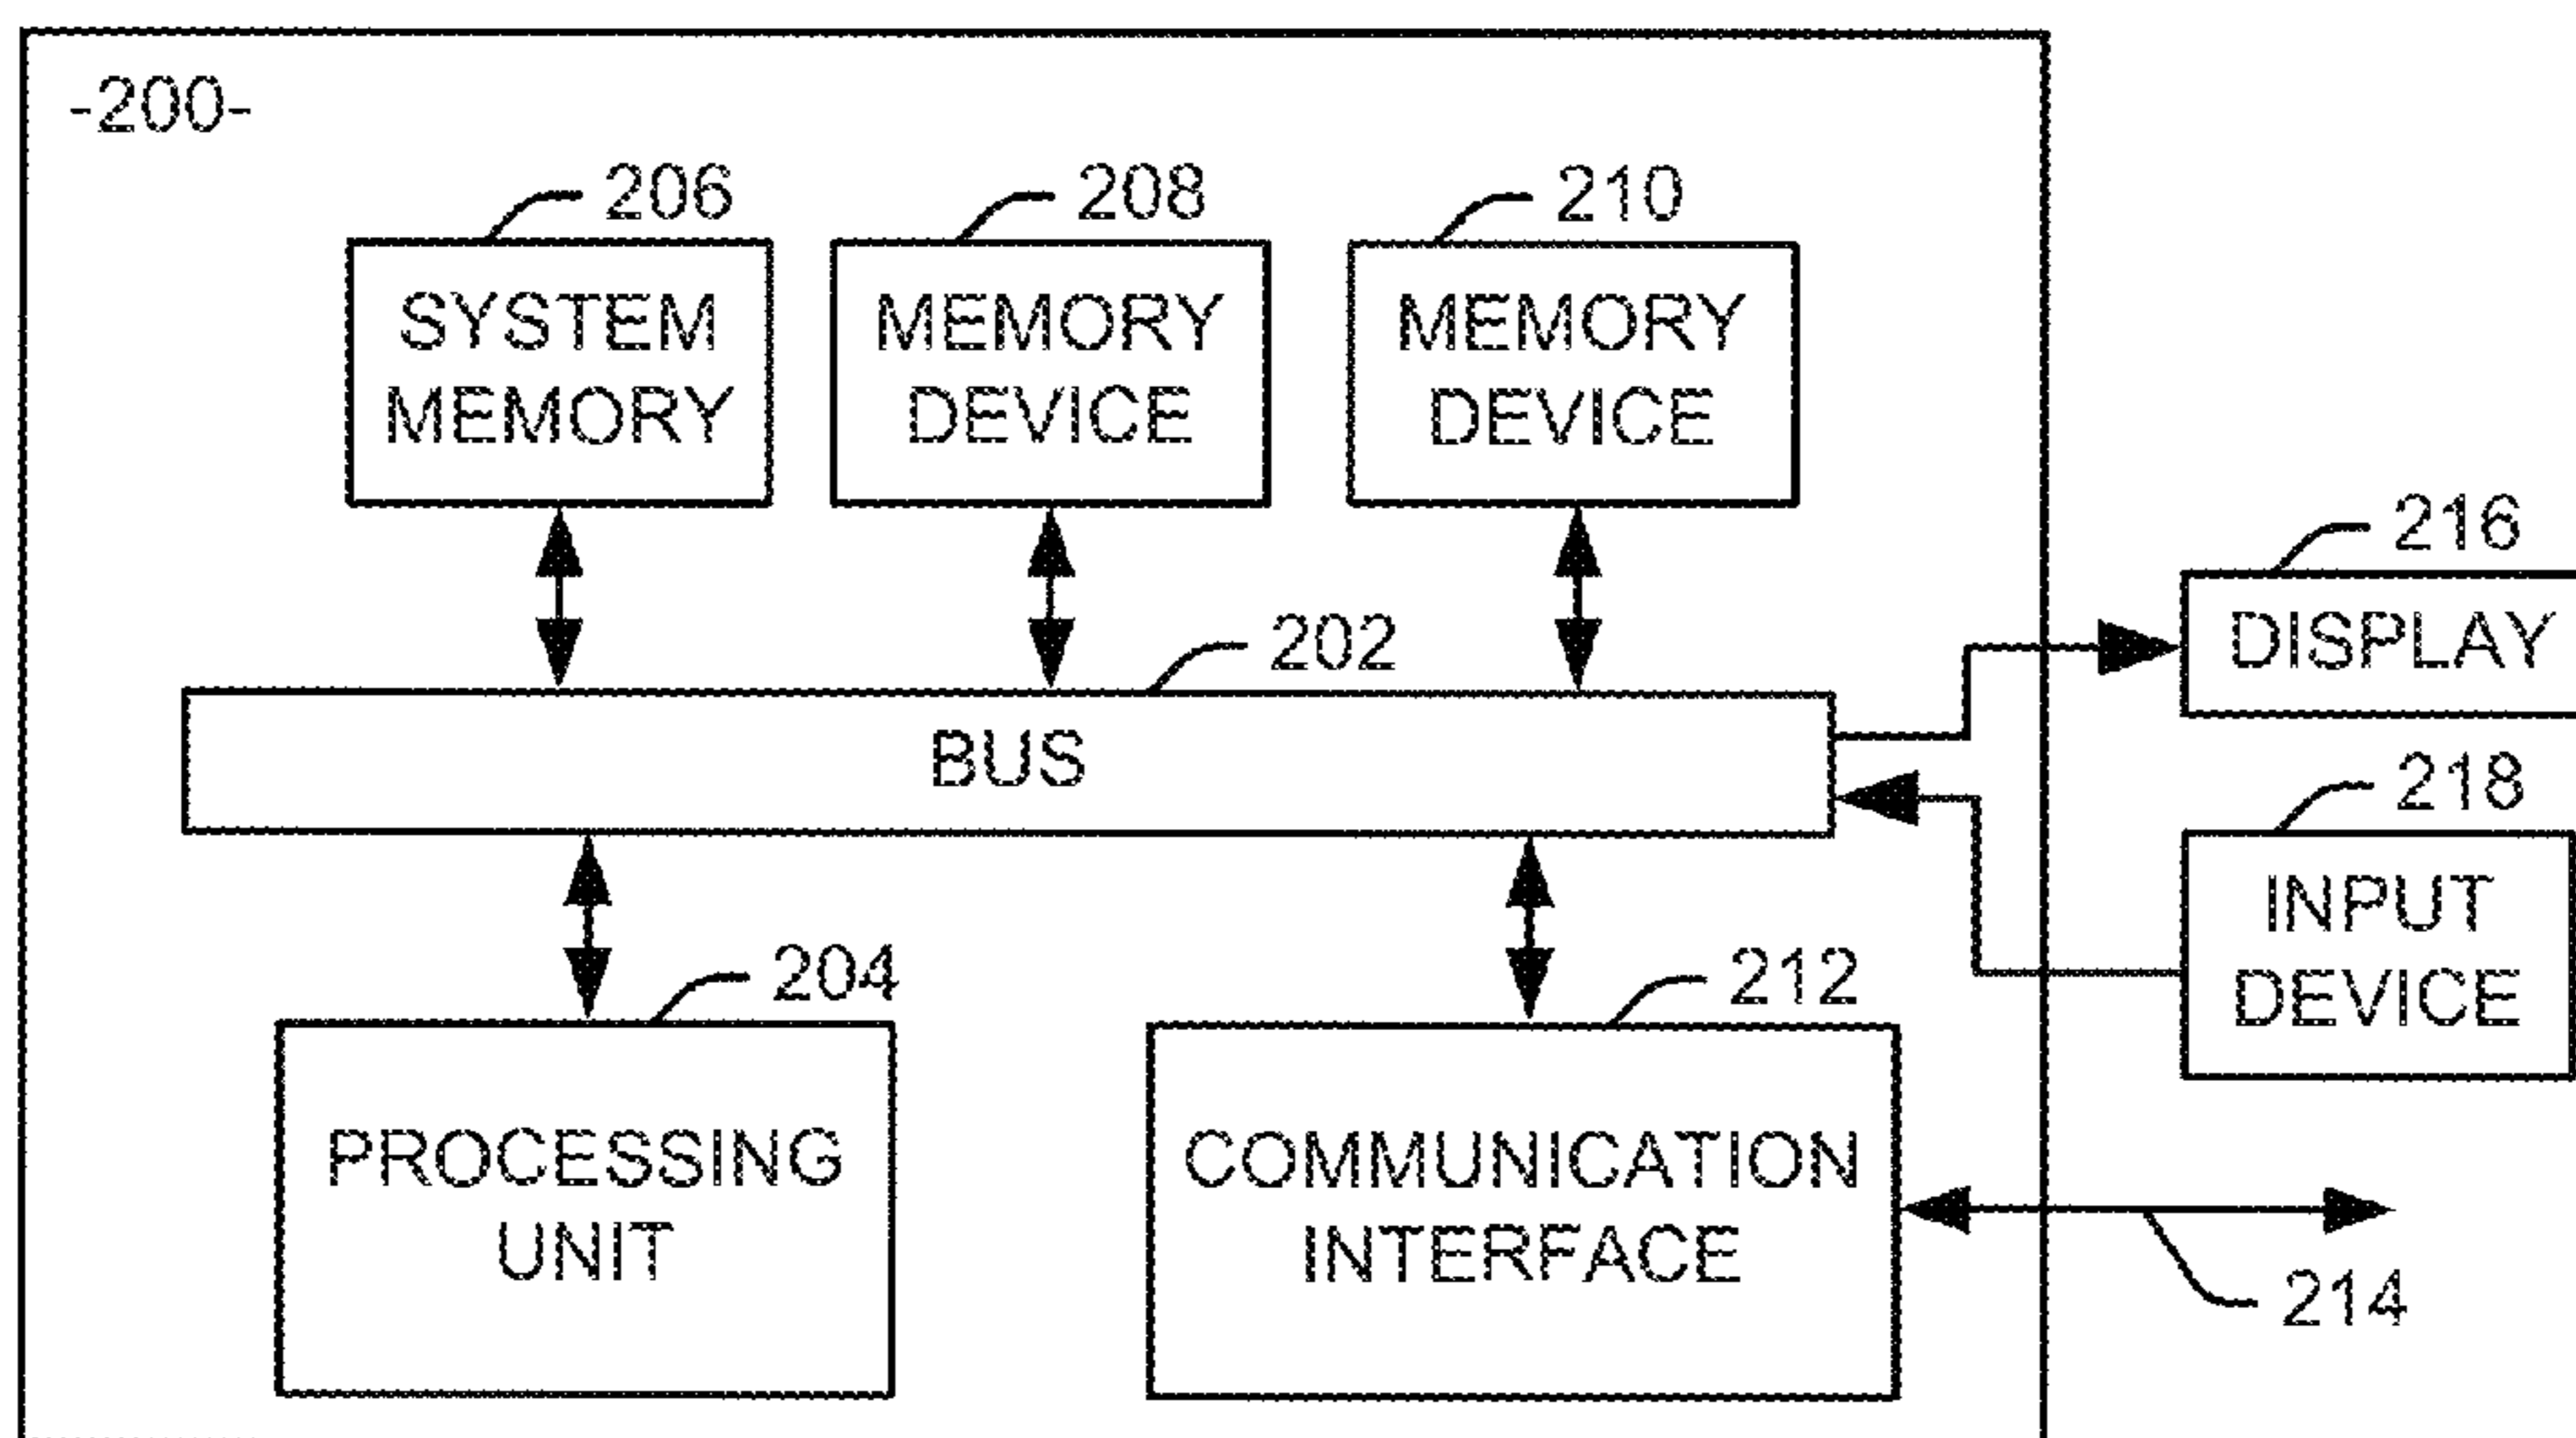 -200-
206
208
210
SYSTEM
MEMORY
MEMORY
DEVICE
MEMORY
DEVICE
216
DISPLAY
202
BUS
218
INPUT
DEVICE
204
212
PROCESSING
UNIT
COMMUNICATION
INTERFACE
214